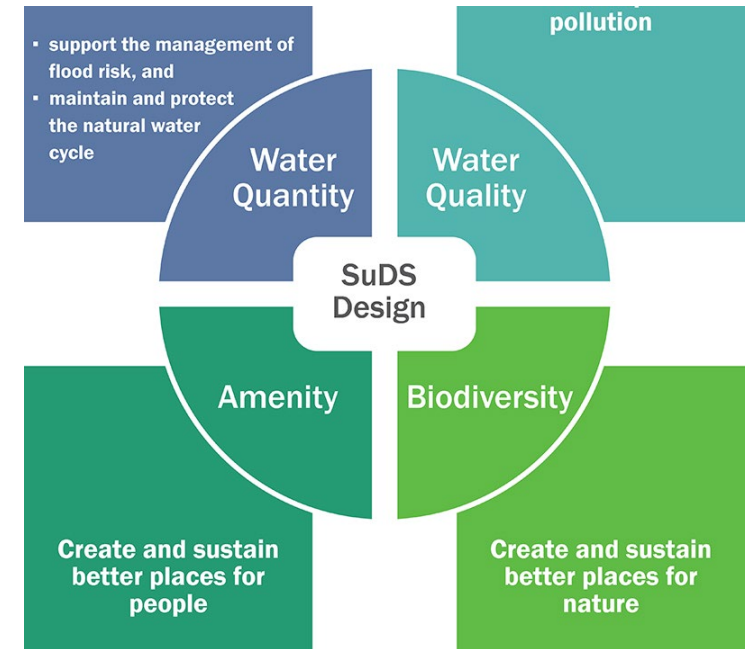 ▪ support the management of
flood risk, and
▪ maintain and protect
the natural water
cycle
pollution
Water
Quantity
Water
Quality
SuDS
Design
Amenity
Biodiversity
Create and sustain
better places for
people
Create and sustain
better places for
nature